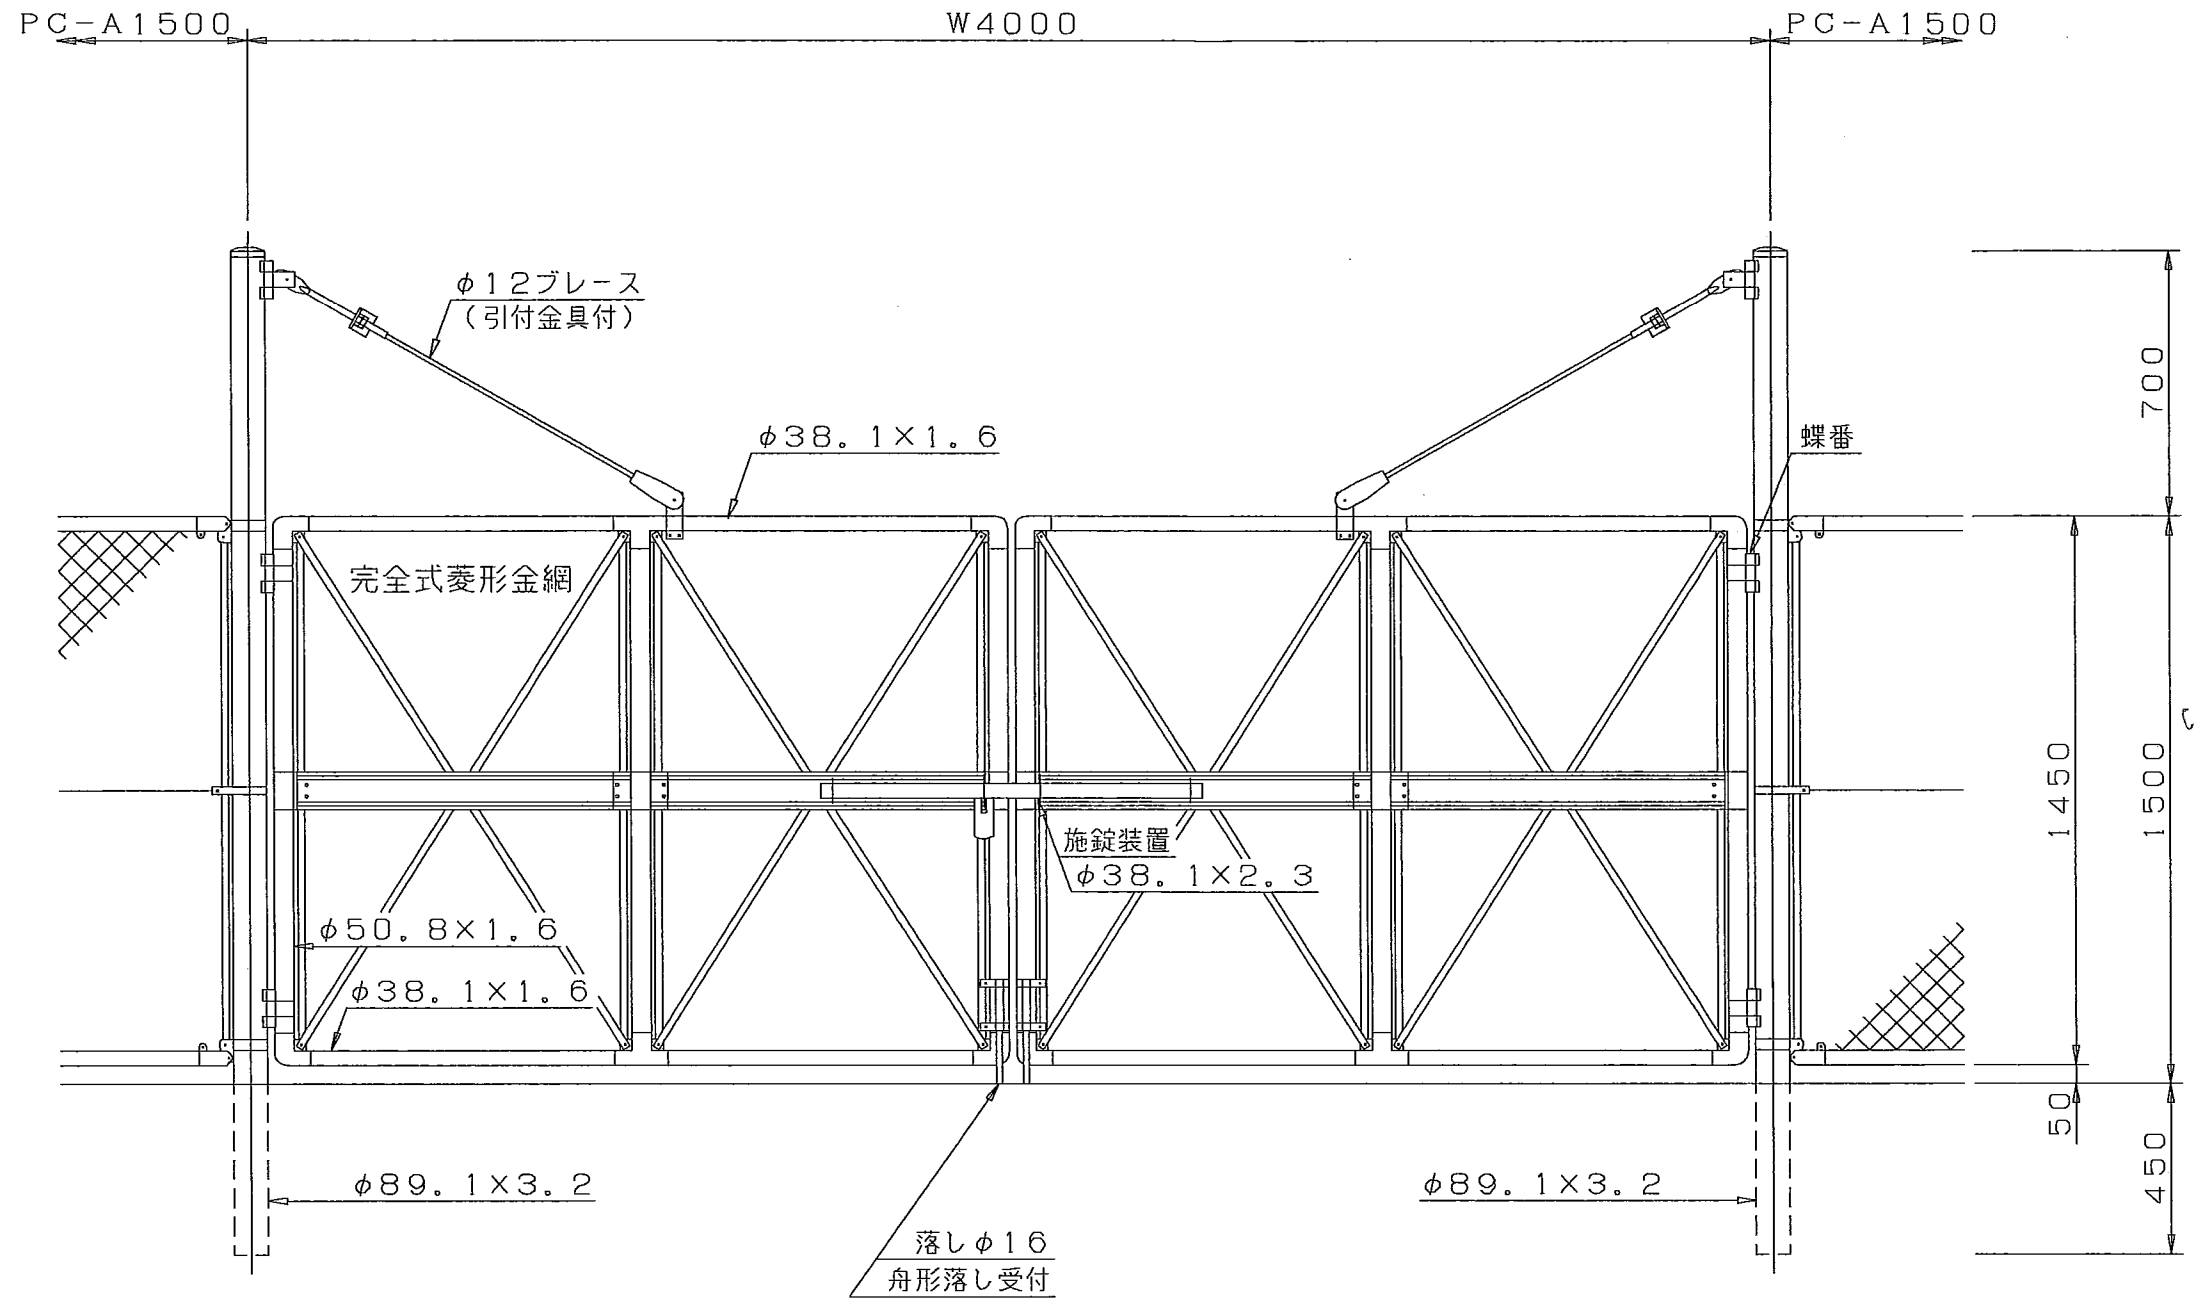 PC-A1500
W4000
PC-A1500
φ12ブレース
(引付金具付)
700
φ38.1×1.6
蝶番
完全式菱形金網
1450
1500
施錠装置
φ38.1×2.3
φ50.8×1.6
φ38.1×1.6
50
450
φ89.1×3.2
φ89.1×3.2
落しφ16
舟形落し受付